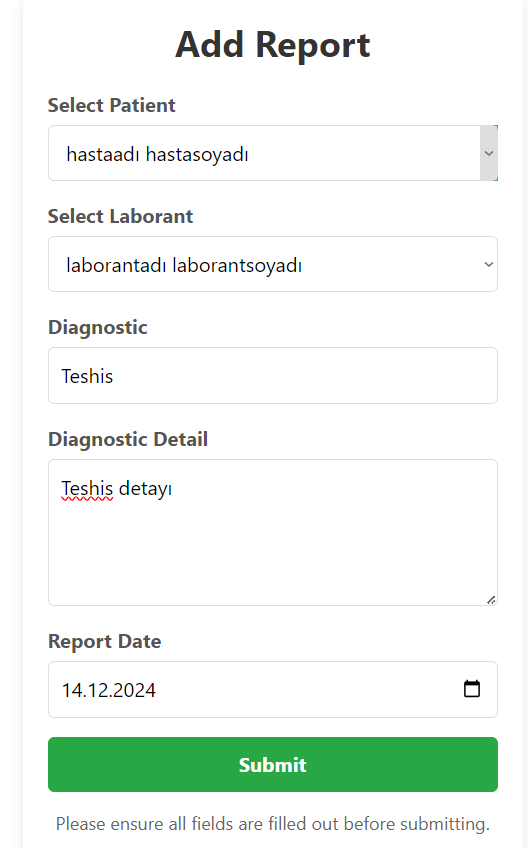 Add Report
Select Patient
hastaadı hastasoyadı
Select Laborant
laborantadı laborantsoyadı
Diagnostic
Teshis
Diagnostic Detail
Teshis detayı
Report Date
14.12.2024
Submit
Please ensure all fields are filled out before submitting.